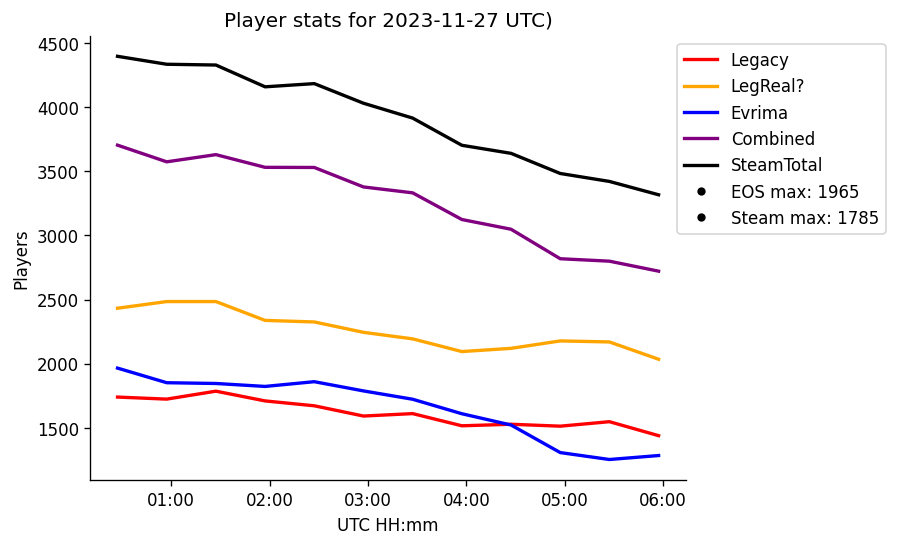 Player stats for 2023-11-27 UTC)
4500
4000
3500
3000
2500
2000
1500
Players
01:00 02:00 03:00 04:00 05:00 06:00
UTC HH:mm
Legacy
LegReal?
Evrima
Combined
SteamTotal
EOS max: 1965
Steam max: 1785